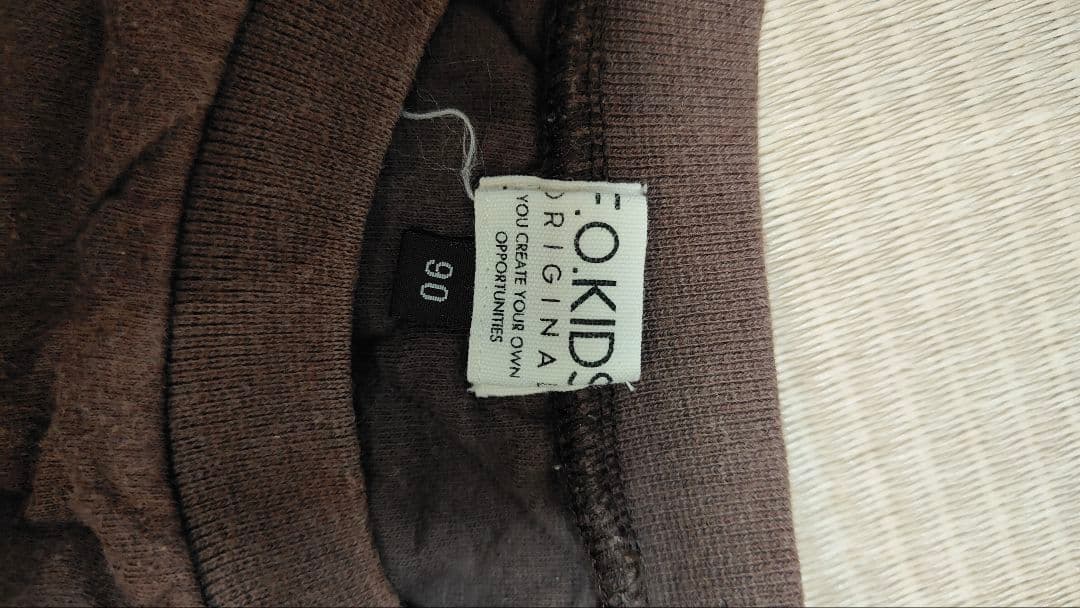 F.O.KIDS
ORIGINAL
YOU CREATE YOUR OWN
OPPORTUNITIES
90